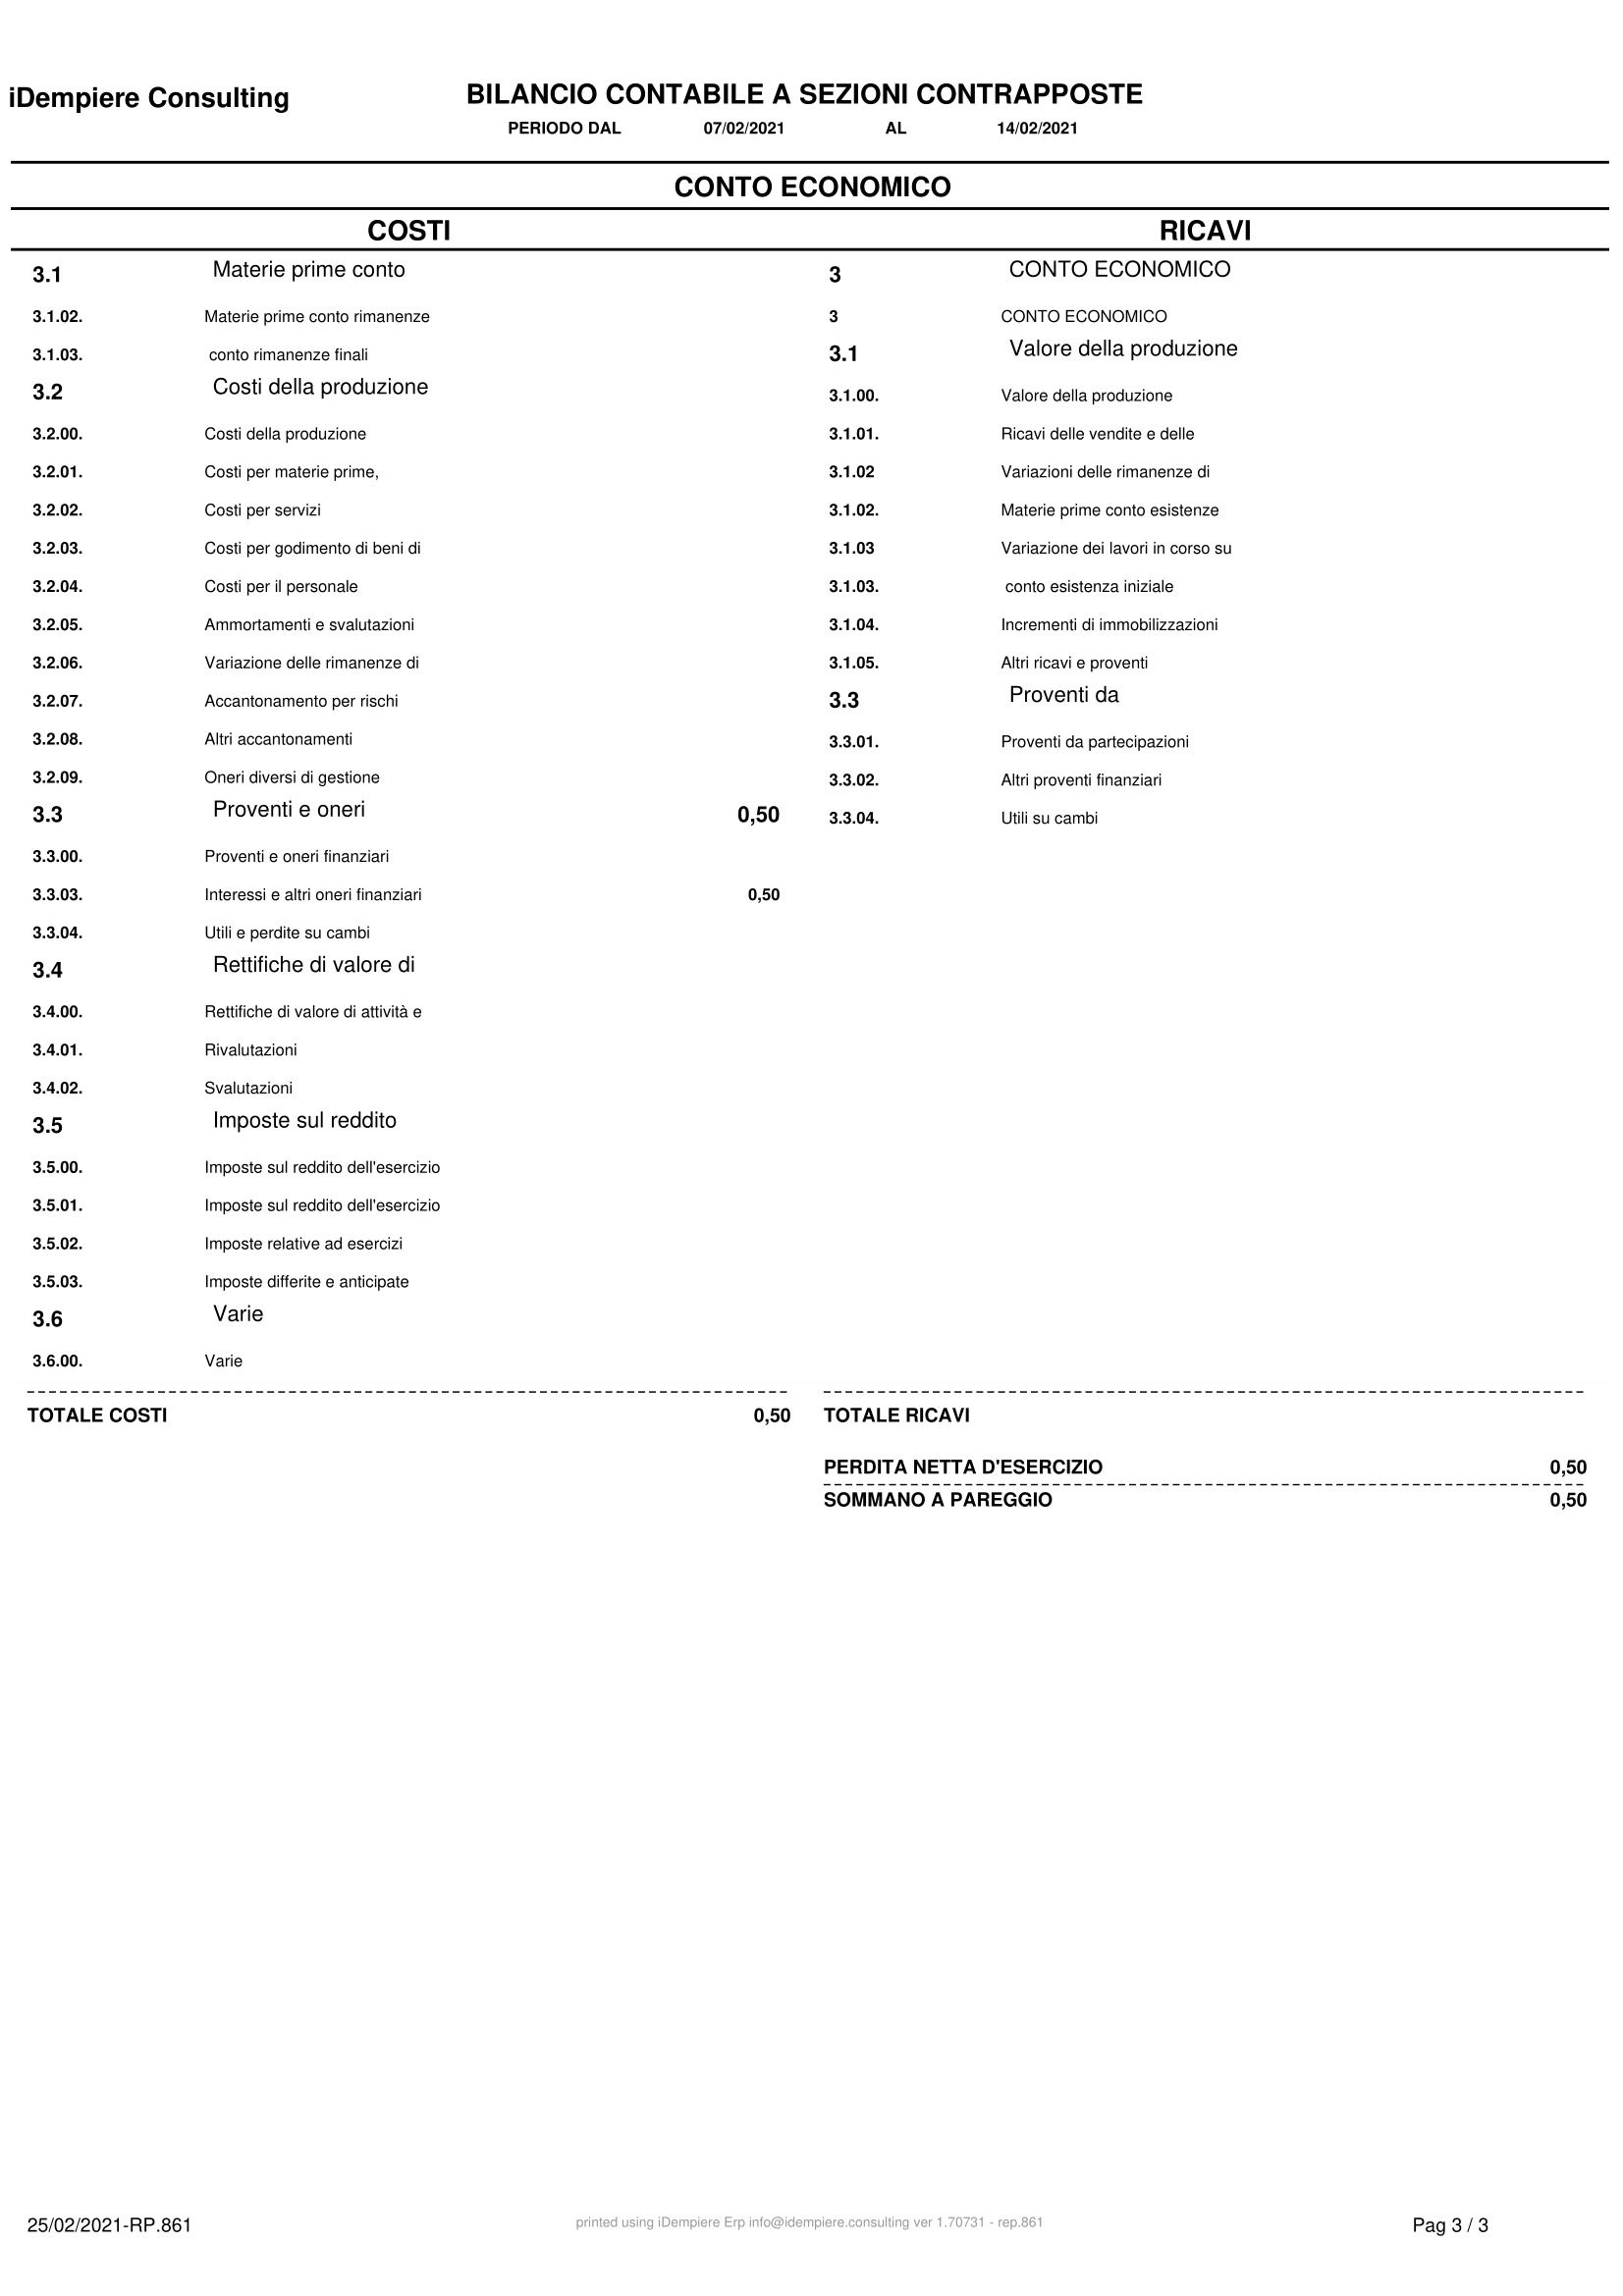 iDempiere Consulting
BILANCIO CONTABILE A SEZIONI CONTRAPPOSTE
PERIODO DAL 07/02/2021 AL 14/02/2021
CONTO ECONOMICO
COSTI
3.1 Materie prime conto
3.1.02. Materie prime conto rimanenze
3.1.03. conto rimanenze finali
3.2 Costi della produzione
3.2.00. Costi della produzione
3.2.01. Costi per materie prime,
3.2.02. Costi per servizi
3.2.03. Costi per godimento di beni di
3.2.04. Costi per il personale
3.2.05. Ammortamenti e svalutazioni
3.2.06. Variazione delle rimanenze di
3.2.07. Accantonamento per rischi
3.2.08. Altri accantonamenti
3.2.09. Oneri diversi di gestione
3.3 Proventi e oneri 0,50
3.3.00. Proventi e oneri finanziari
3.3.03. Interessi e altri oneri finanziari 0,50
3.3.04. Utili e perdite su cambi
3.4 Rettifiche di valore di
3.4.00. Rettifiche di valore di attività e
3.4.01. Rivalutazioni
3.4.02. Svalutazioni
3.5 Imposte sul reddito
3.5.00. Imposte sul reddito dell'esercizio
3.5.01. Imposte sul reddito dell'esercizio
3.5.02. Imposte relative ad esercizi
3.5.03. Imposte differite e anticipate
3.6 Varie
3.6.00. Varie
TOTALE COSTI 0,50
RICAVI
3 CONTO ECONOMICO
3 CONTO ECONOMICO
3.1 Valore della produzione
3.1.00. Valore della produzione
3.1.01. Ricavi delle vendite e delle
3.1.02 Variazioni delle rimanenze di
3.1.02. Materie prime conto esistenze
3.1.03 Variazione dei lavori in corso su
3.1.03. conto esistenza iniziale
3.1.04. Incrementi di immobilizzazioni
3.1.05. Altri ricavi e proventi
3.3 Proventi da
3.3.01. Proventi da partecipazioni
3.3.02. Altri proventi finanziari
3.3.04. Utili su cambi
TOTALE RICAVI
PERDITA NETTA D'ESERCIZIO 0,50
SOMMANO A PAREGGIO 0,50
25/02/2021-RP.861
printed using iDempiere Erp info@idempiere.consulting ver 1.70731 - rep.861
Pag 3 / 3